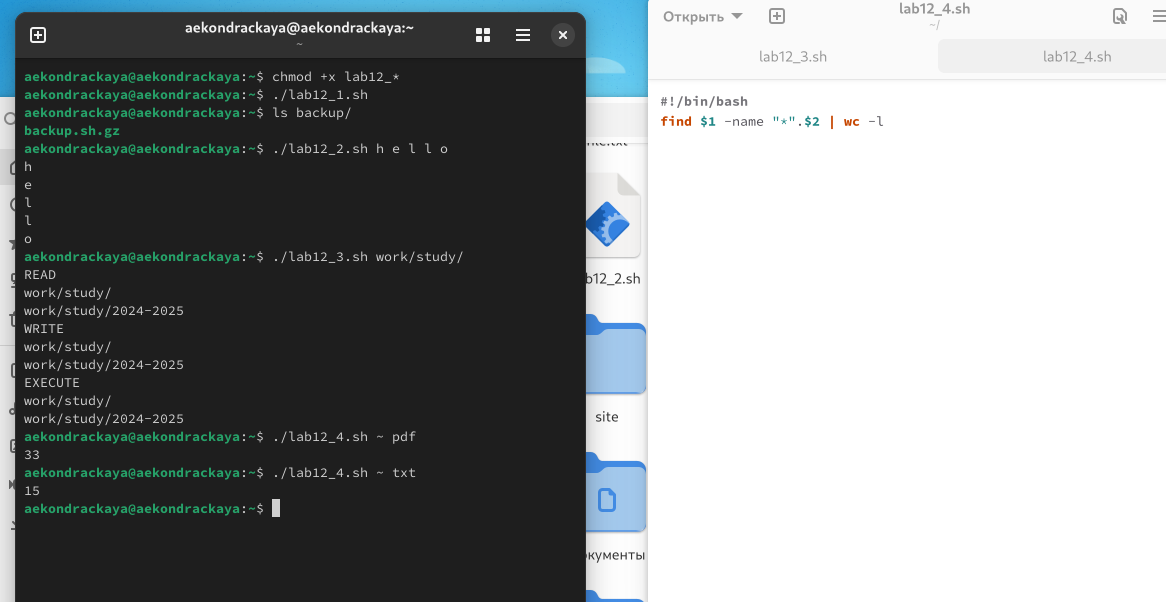 aekondrackaya@aekondrackaya:~
~
aekondrackaya@aekondrackaya:~$ chmod +x lab12_*
aekondrackaya@aekondrackaya:~$ ./lab12_1.sh
aekondrackaya@aekondrackaya:~$ ls backup/
backup.sh.gz
aekondrackaya@aekondrackaya:~$ ./lab12_2.sh h e l l o
h
e
l
l
o
aekondrackaya@aekondrackaya:~$ ./lab12_3.sh work/study/
READ
work/study/
work/study/2024-2025
WRITE
work/study/
work/study/2024-2025
EXECUTE
work/study/
work/study/2024-2025
aekondrackaya@aekondrackaya:~$ ./lab12_4.sh ~ pdf
33
aekondrackaya@aekondrackaya:~$ ./lab12_4.sh ~ txt
15
aekondrackaya@aekondrackaya:~$
b12_2.sh
site
кументы
Открыть
lab12_4.sh
~/
lab12_3.sh
lab12_4.sh
#!/bin/bash
find $1 -name "*".$2 | wc -l